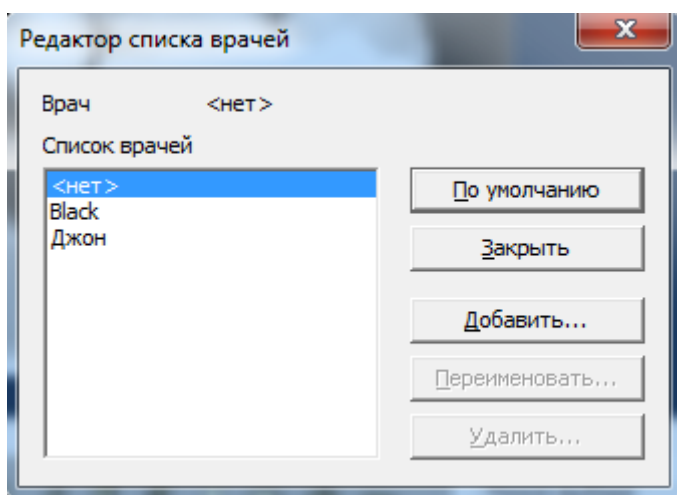 Редактор списка врачей
Врач <нет>
Список врачей
<нет>
Black
Джон
По умолчанию
Закрыть
Добавить...
Переименовать...
Удалить...